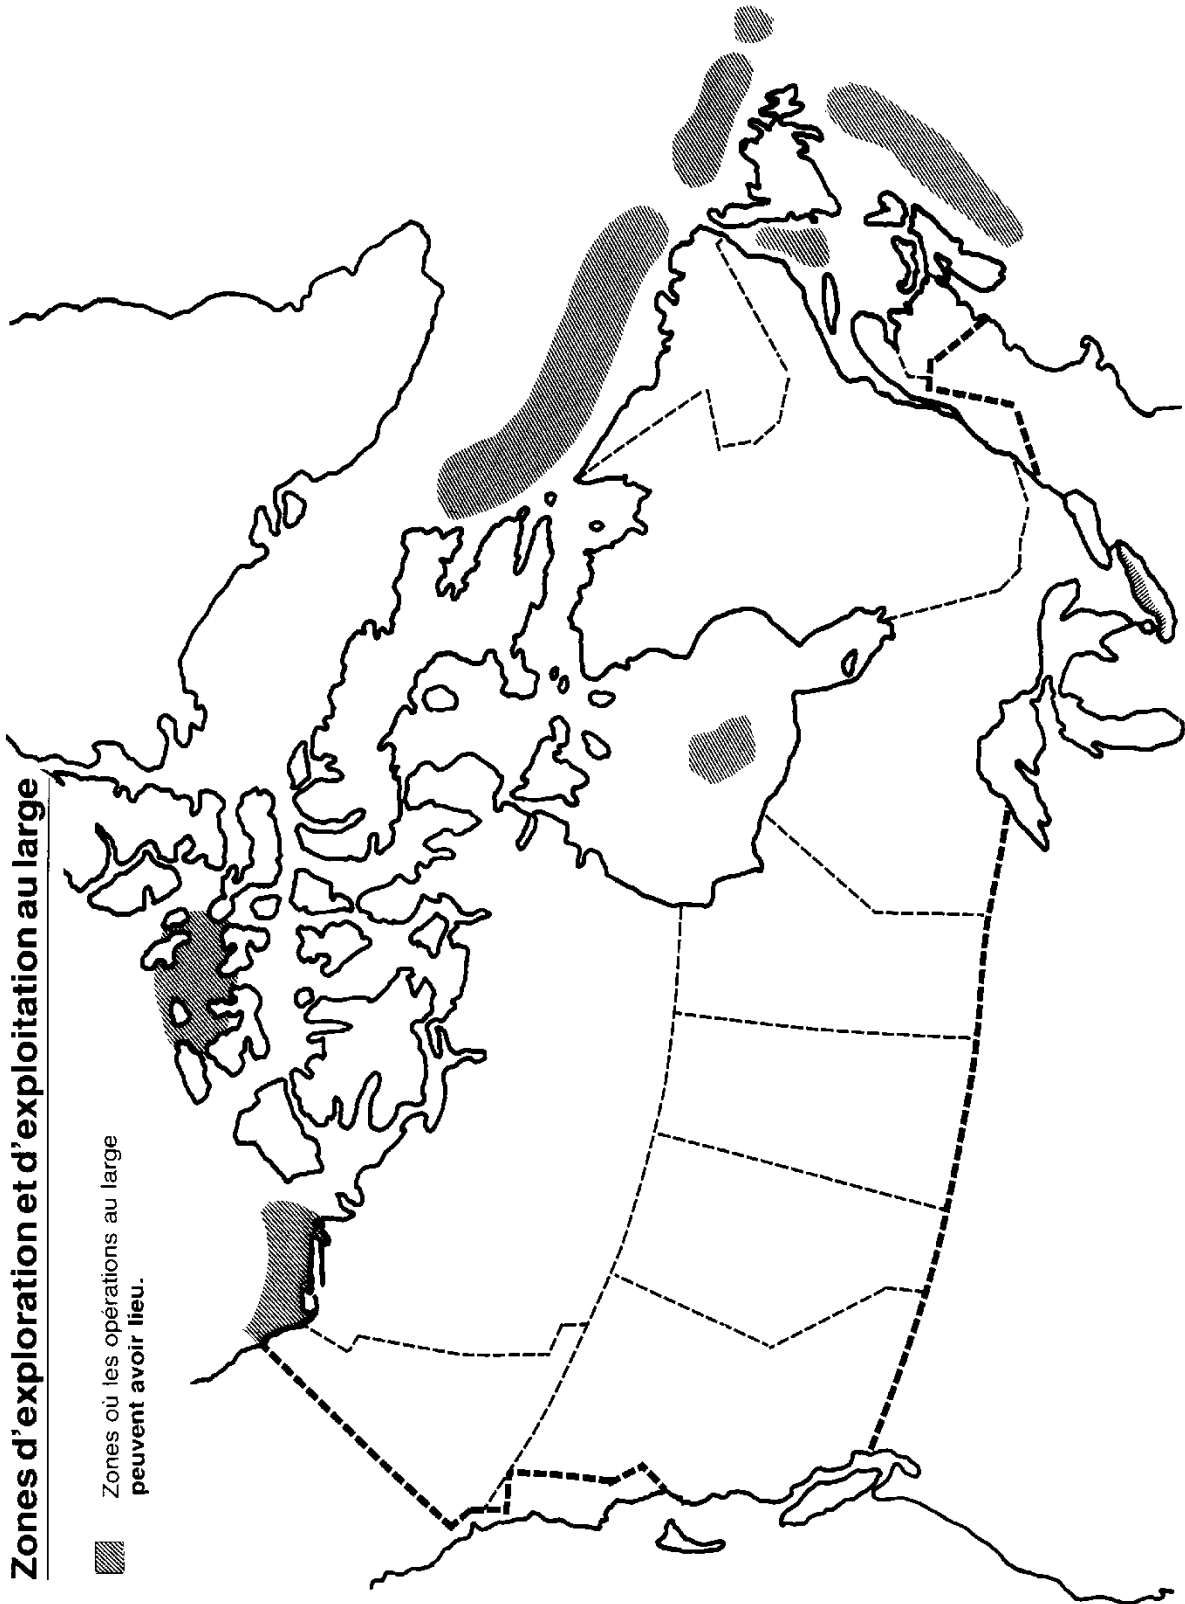 Zones d'exploration et d'exploitation au large
Zones où les opérations au large
peuvent avoir lieu.